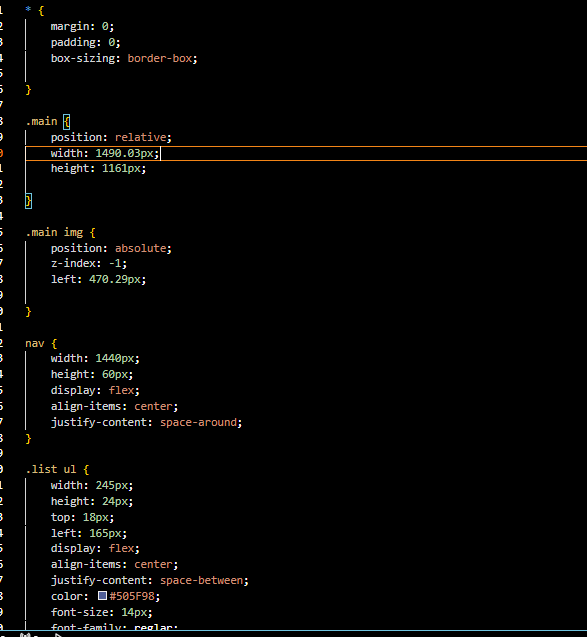 1 * {
2 margin: 0;
3 padding: 0;
4 box-sizing: border-box;
5
6 }
7
8 .main {
9 position: relative;
0 width: 1490.03px;
1 height: 1161px;
2
3 }
4
5 .main img {
6 position: absolute;
7 z-index: -1;
8 left: 470.29px;
9
0 }
1
2 nav {
3 width: 1440px;
4 height: 60px;
5 display: flex;
6 align-items: center;
7 justify-content: space-around;
8 }
9
0 .list ul {
1 width: 245px;
2 height: 24px;
3 top: 18px;
4 left: 165px;
5 display: flex;
6 align-items: center;
7 justify-content: space-between;
8 color: #505F98;
9 font-size: 14px;
0 font-family: reglar;